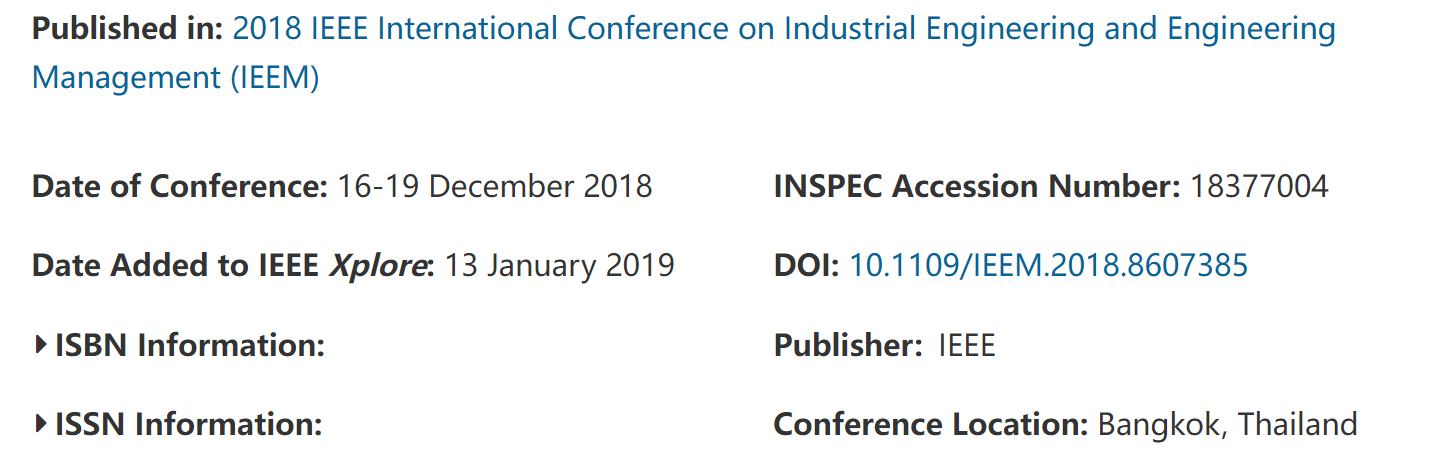 Published in: 2018 IEEE International Conference on Industrial Engineering and Engineering
Management (IEEM)
Date of Conference: 16-19 December 2018
INSPEC Accession Number: 18377004
Date Added to IEEE Xplore: 13 January 2019
DOI: 10.1109/IEEM.2018.8607385
ISBN Information:
Publisher: IEEE
ISSN Information:
Conference Location: Bangkok, Thailand